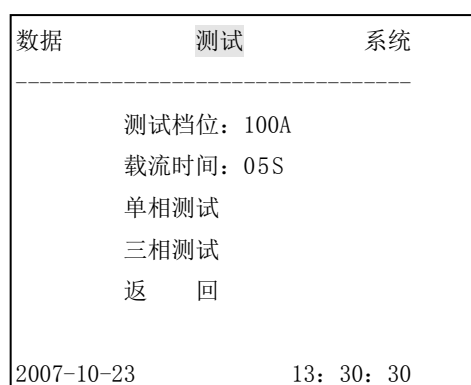 数据 测试 系统
---------------------------------
测试档位：100A
载流时间：05S
单相测试
三相测试
返 回
2007-10-23 13：30：30